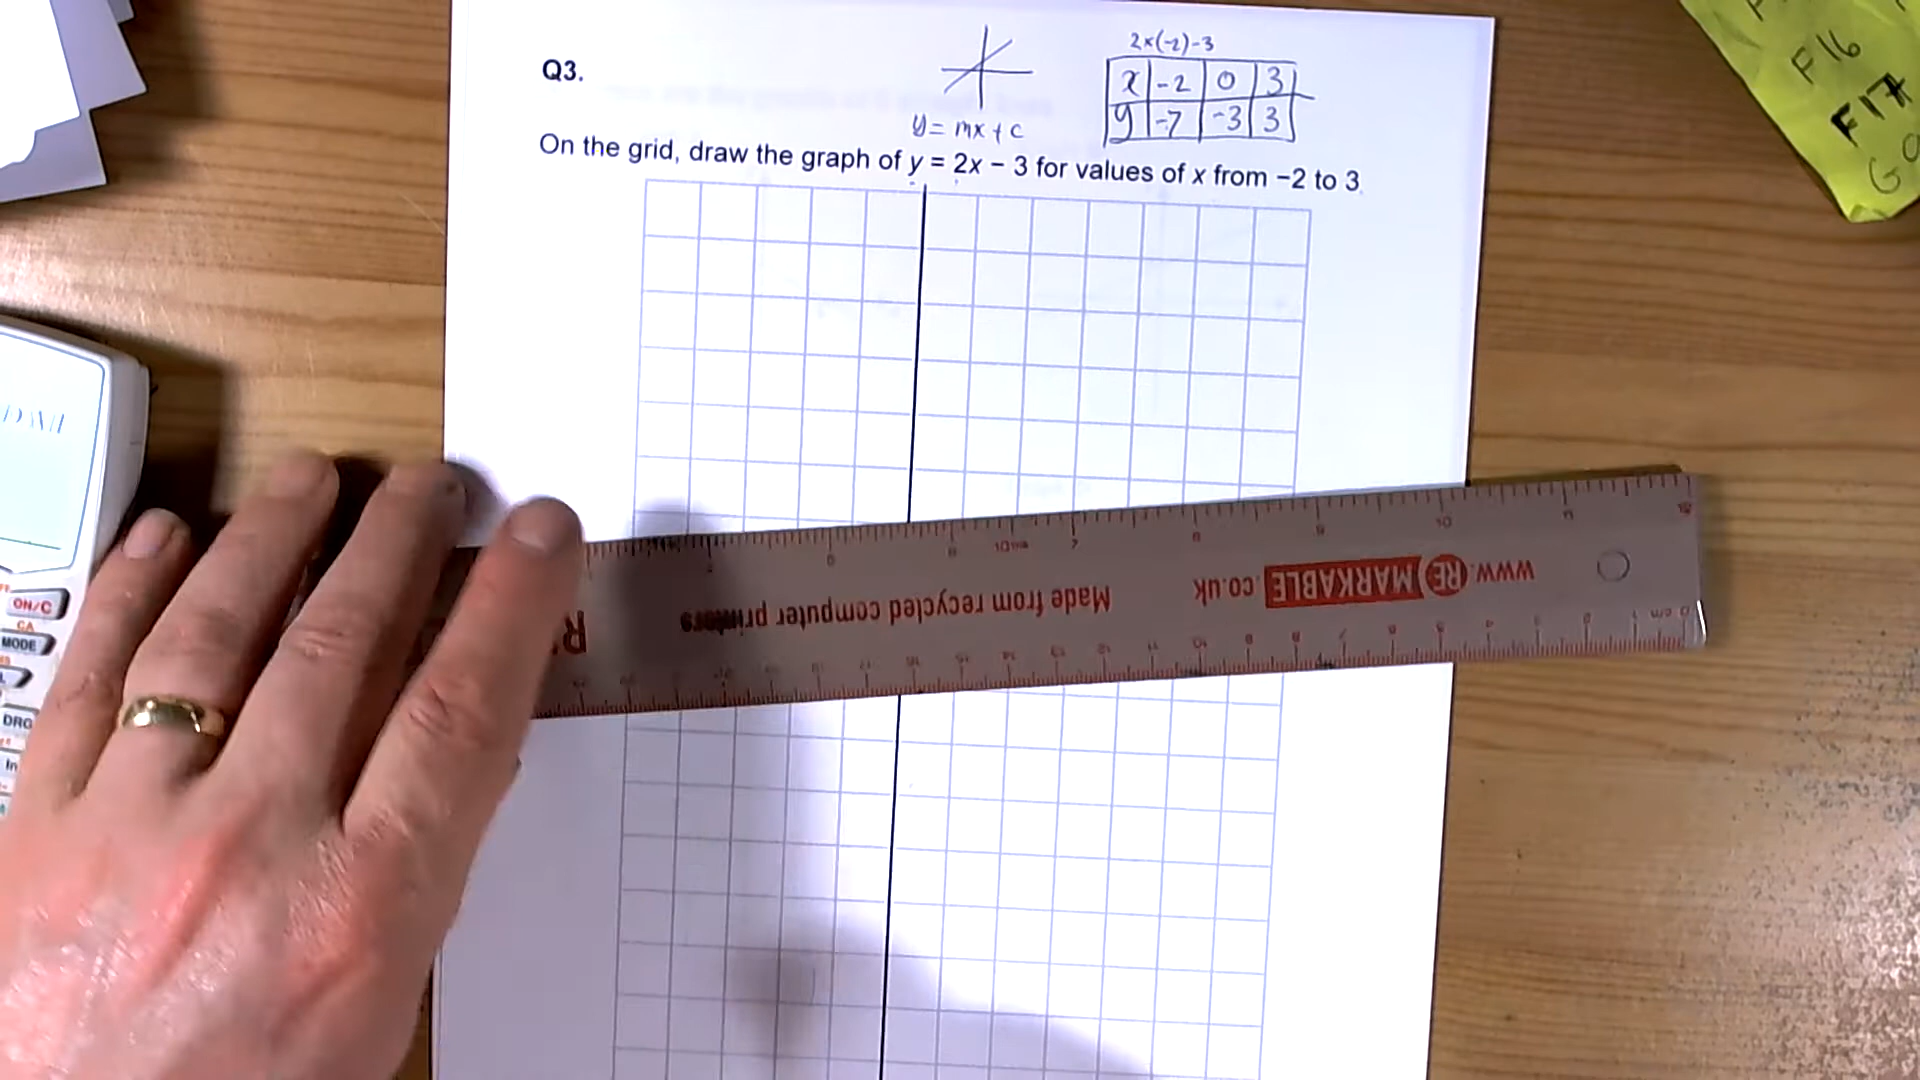 Q3.
2x(-2)-3
x -2 0 3
y -7 -3 3
y = mx + c
On the grid, draw the graph of y = 2x − 3 for values of x from −2 to 3
F16
F17
ON/C
CA
MODE
DRG
www.REMARKABLE.co.uk
Made from recycled computer printers